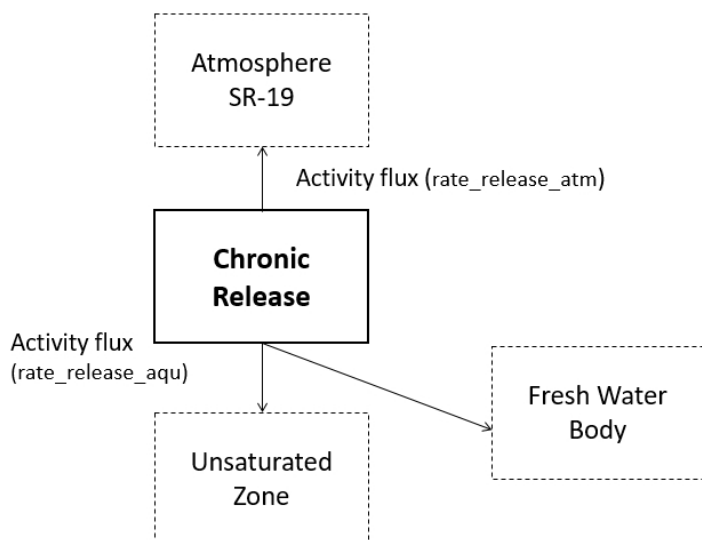 Atmosphere
SR-19
Activity flux (rate_release_atm)
Chronic
Release
Activity flux
(rate_release_aqu)
Fresh Water
Body
Unsaturated
Zone